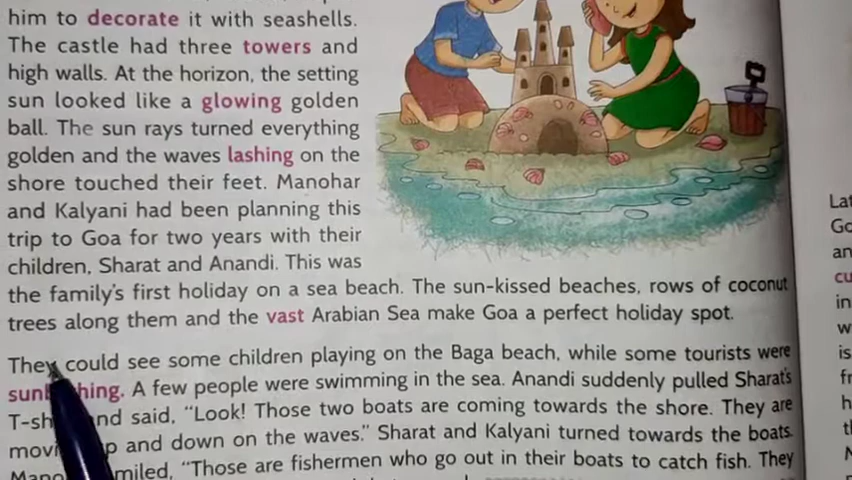 him to decorate it with seashells.
The castle had three towers and
high walls. At the horizon, the setting
sun looked like a glowing golden
ball. The sun rays turned everything
golden and the waves lashing on the
shore touched their feet. Manohar
and Kalyani had been planning this
trip to Goa for two years with their
children, Sharat and Anandi. This was
the family's first holiday on a sea beach. The sun-kissed beaches, rows of coconut
trees along them and the vast Arabian Sea make Goa a perfect holiday spot.
They could see some children playing on the Baga beach, while some tourists were
A few people were swimming in the sea. Anandi suddenly pulled Sharat's
and said, "Look! Those two boats are coming towards the shore. They are
and down on the waves." Sharat and Kalyani turned towards the boats.
"Those are fishermen who go out in their boats to catch fish. They